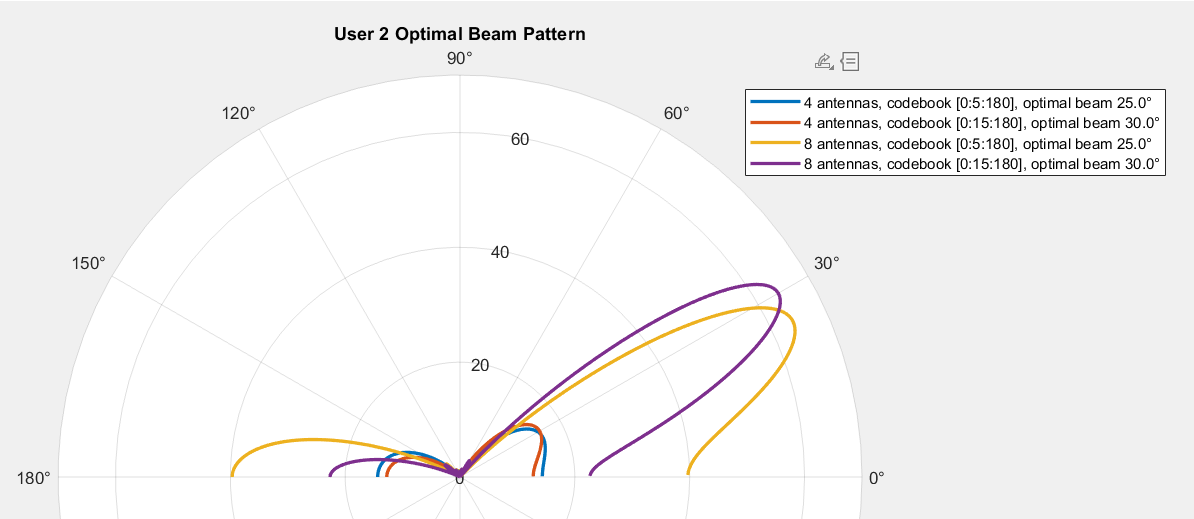 User 2 Optimal Beam Pattern
90°
120°
60°
4 antennas, codebook [0:5:180], optimal beam 25.0°
4 antennas, codebook [0:15:180], optimal beam 30.0°
8 antennas, codebook [0:5:180], optimal beam 25.0°
8 antennas, codebook [0:15:180], optimal beam 30.0°
60
40
150°
30°
20
180°
0
0°